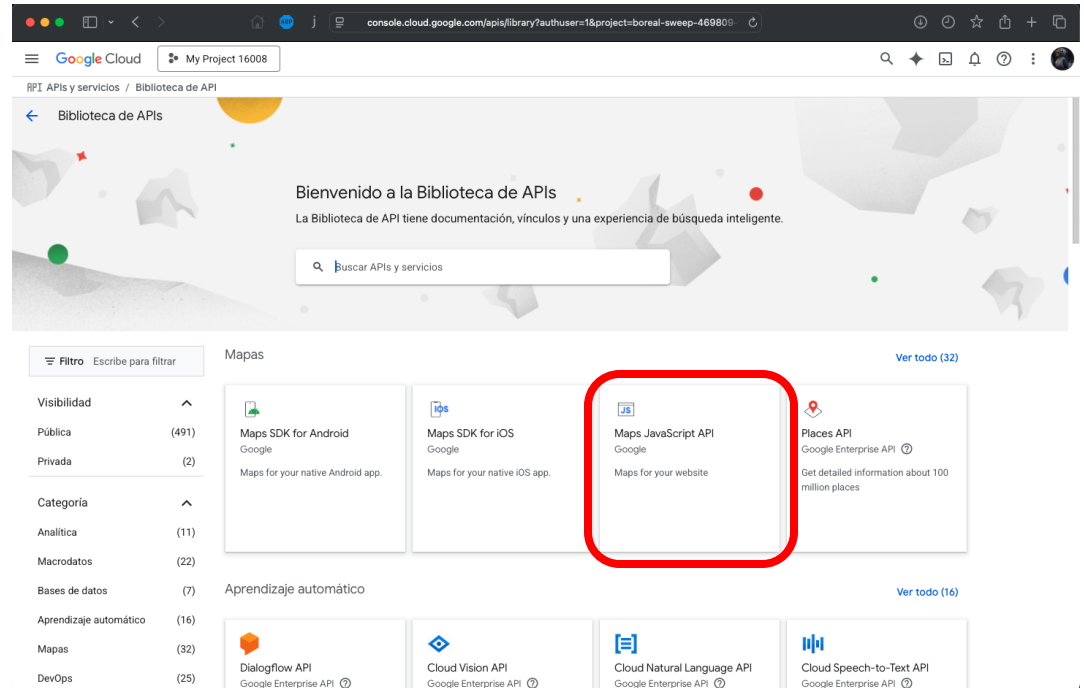 ABP
j
console.cloud.google.com/apis/library?authuser=1&project=boreal-sweep-469809-
Google Cloud
My Project 16008
API APIs y servicios / Biblioteca de API
Biblioteca de APIs
Bienvenido a la Biblioteca de APIs
La Biblioteca de API tiene documentación, vínculos y una experiencia de búsqueda inteligente.
Buscar APIs y servicios
Filtro Escribe para filtrar
Visibilidad
Pública (491)
Privada (2)
Categoría
Analítica (11)
Macrodatos (22)
Bases de datos (7)
Aprendizaje automático (16)
Mapas (32)
DevOps (25)
Mapas
Ver todo (32)
Maps SDK for Android
Google
Maps for your native Android app.
iOS
Maps SDK for iOS
Google
Maps for your native iOS app.
JS
Maps JavaScript API
Google
Maps for your website
Places API
Google Enterprise API
Get detailed information about 100
million places
Aprendizaje automático
Ver todo (16)
Dialogflow API
Google Enterprise API
Cloud Vision API
Google Enterprise API
Cloud Natural Language API
Google Enterprise API
Cloud Speech-to-Text API
Google Enterprise API